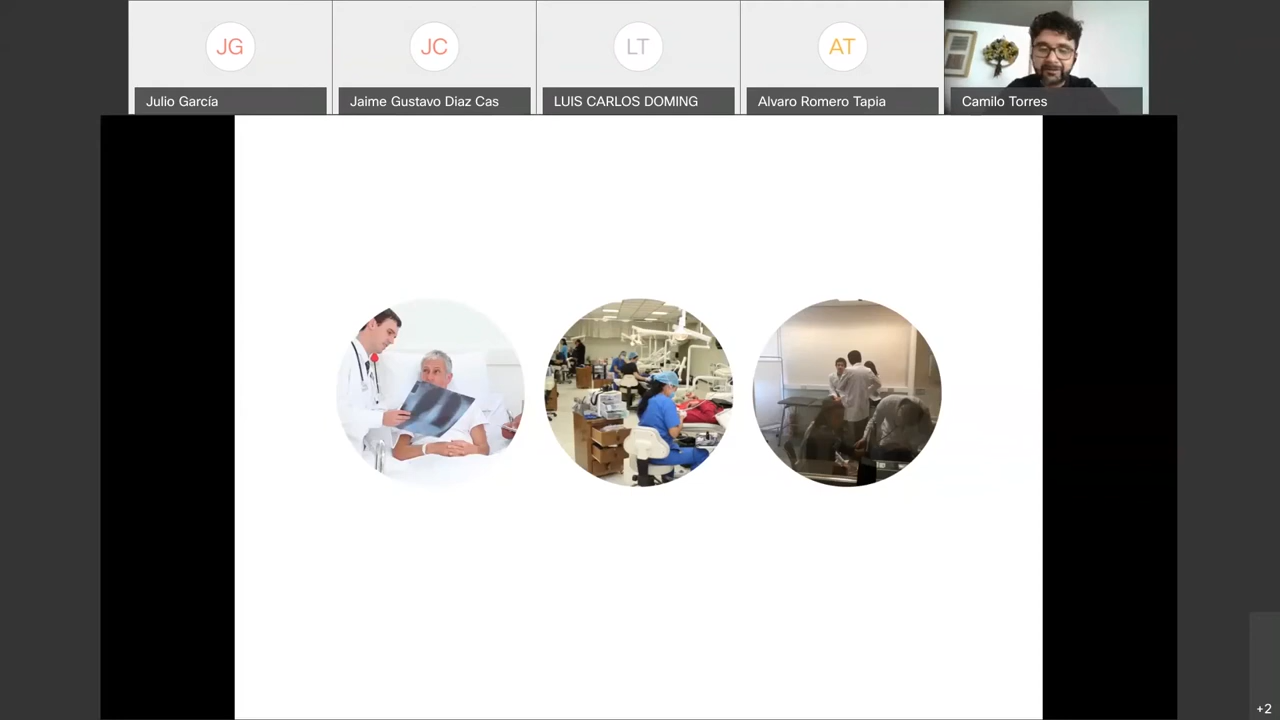 JG
JC
LT
AT
Julio García
Jaime Gustavo Diaz Cas
LUIS CARLOS DOMING
Alvaro Romero Tapia
Camilo Torres
+2